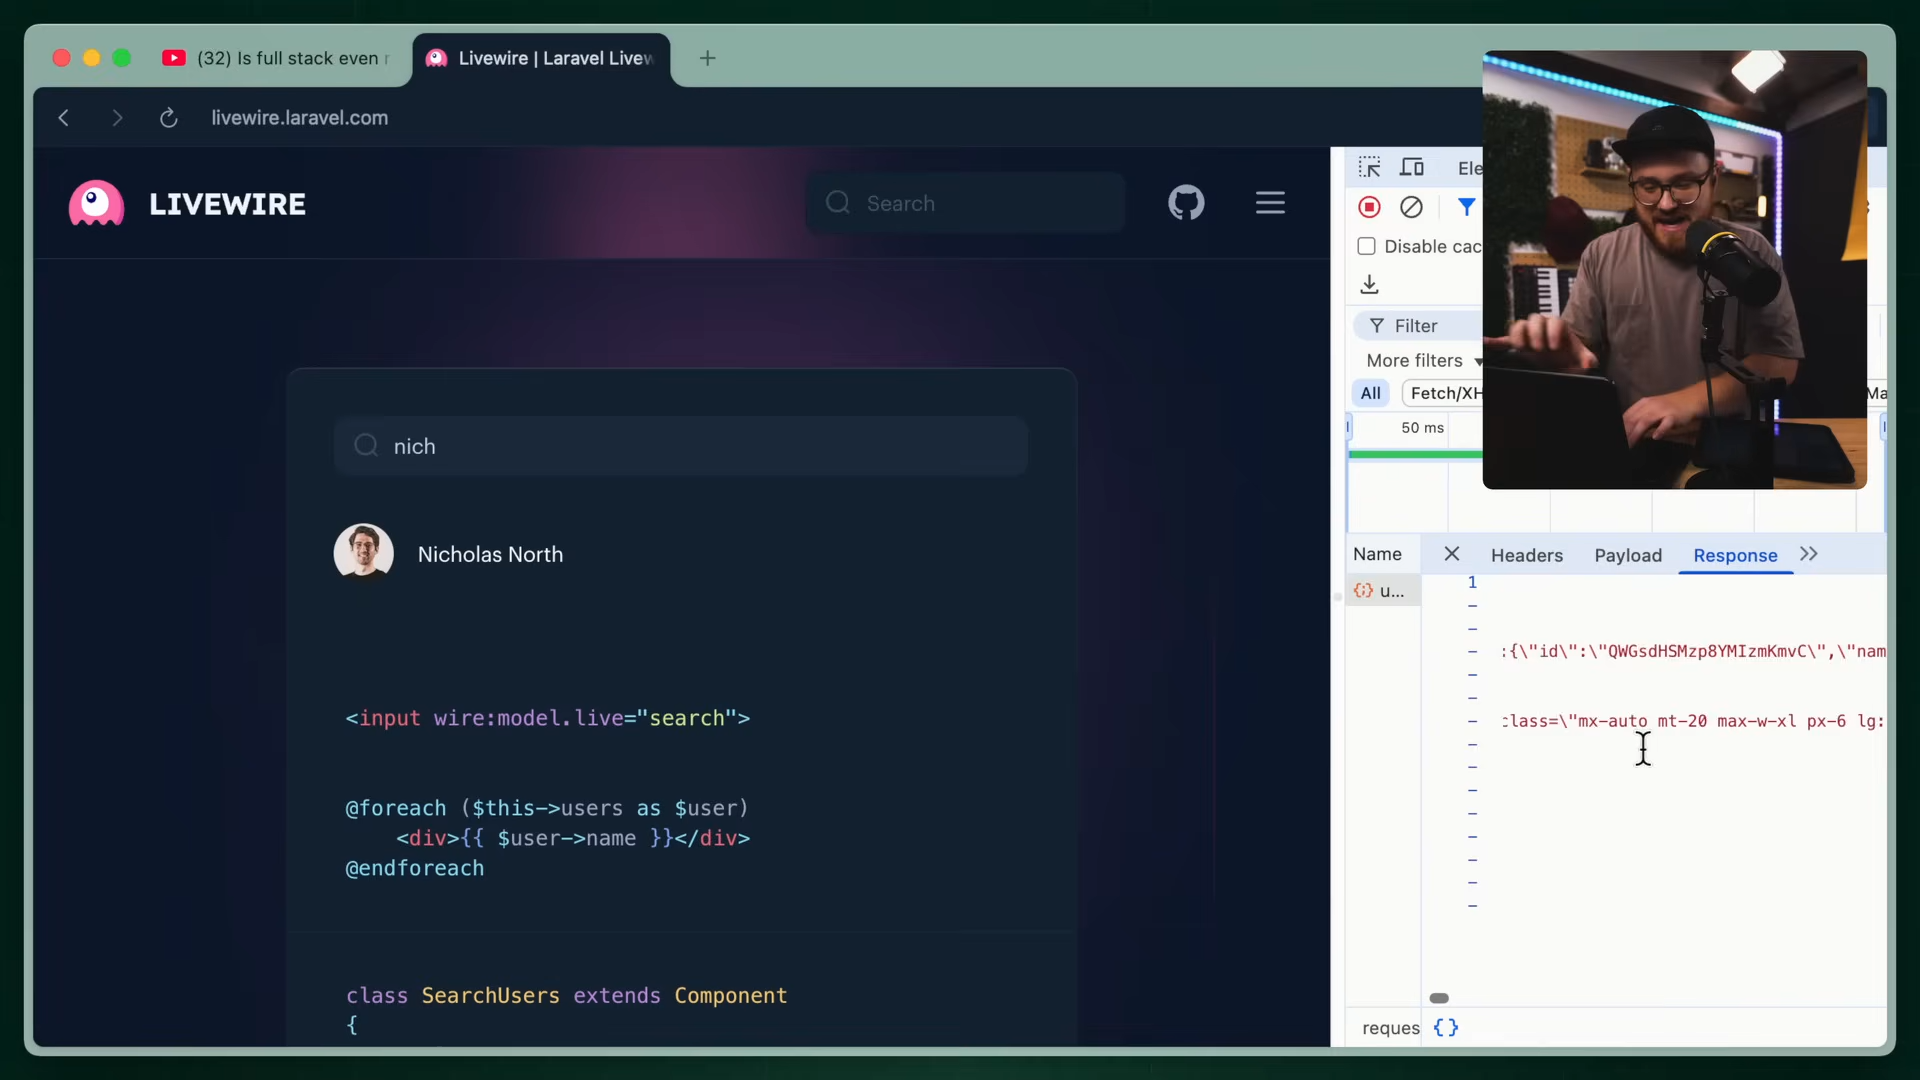 (32) Is full stack even
Livewire | Laravel Livew
livewire.laravel.com
LIVEWIRE
Search
nich
Nicholas North
<input wire:model.live="search">
@foreach ($this->users as $user)
<div>{{ $user->name }}</div>
@endforeach
class SearchUsers extends Component
{
Ele
Disable cac
Filter
More filters
All
Fetch/XH
Ma
50 ms
Name
Headers
Payload
Response
u...
1
:{\"id\":\"QWGsdHSMzp8YMIzmKmvC\",\"nam
class=\"mx-auto mt-20 max-w-xl px-6 lg:
reques
{}